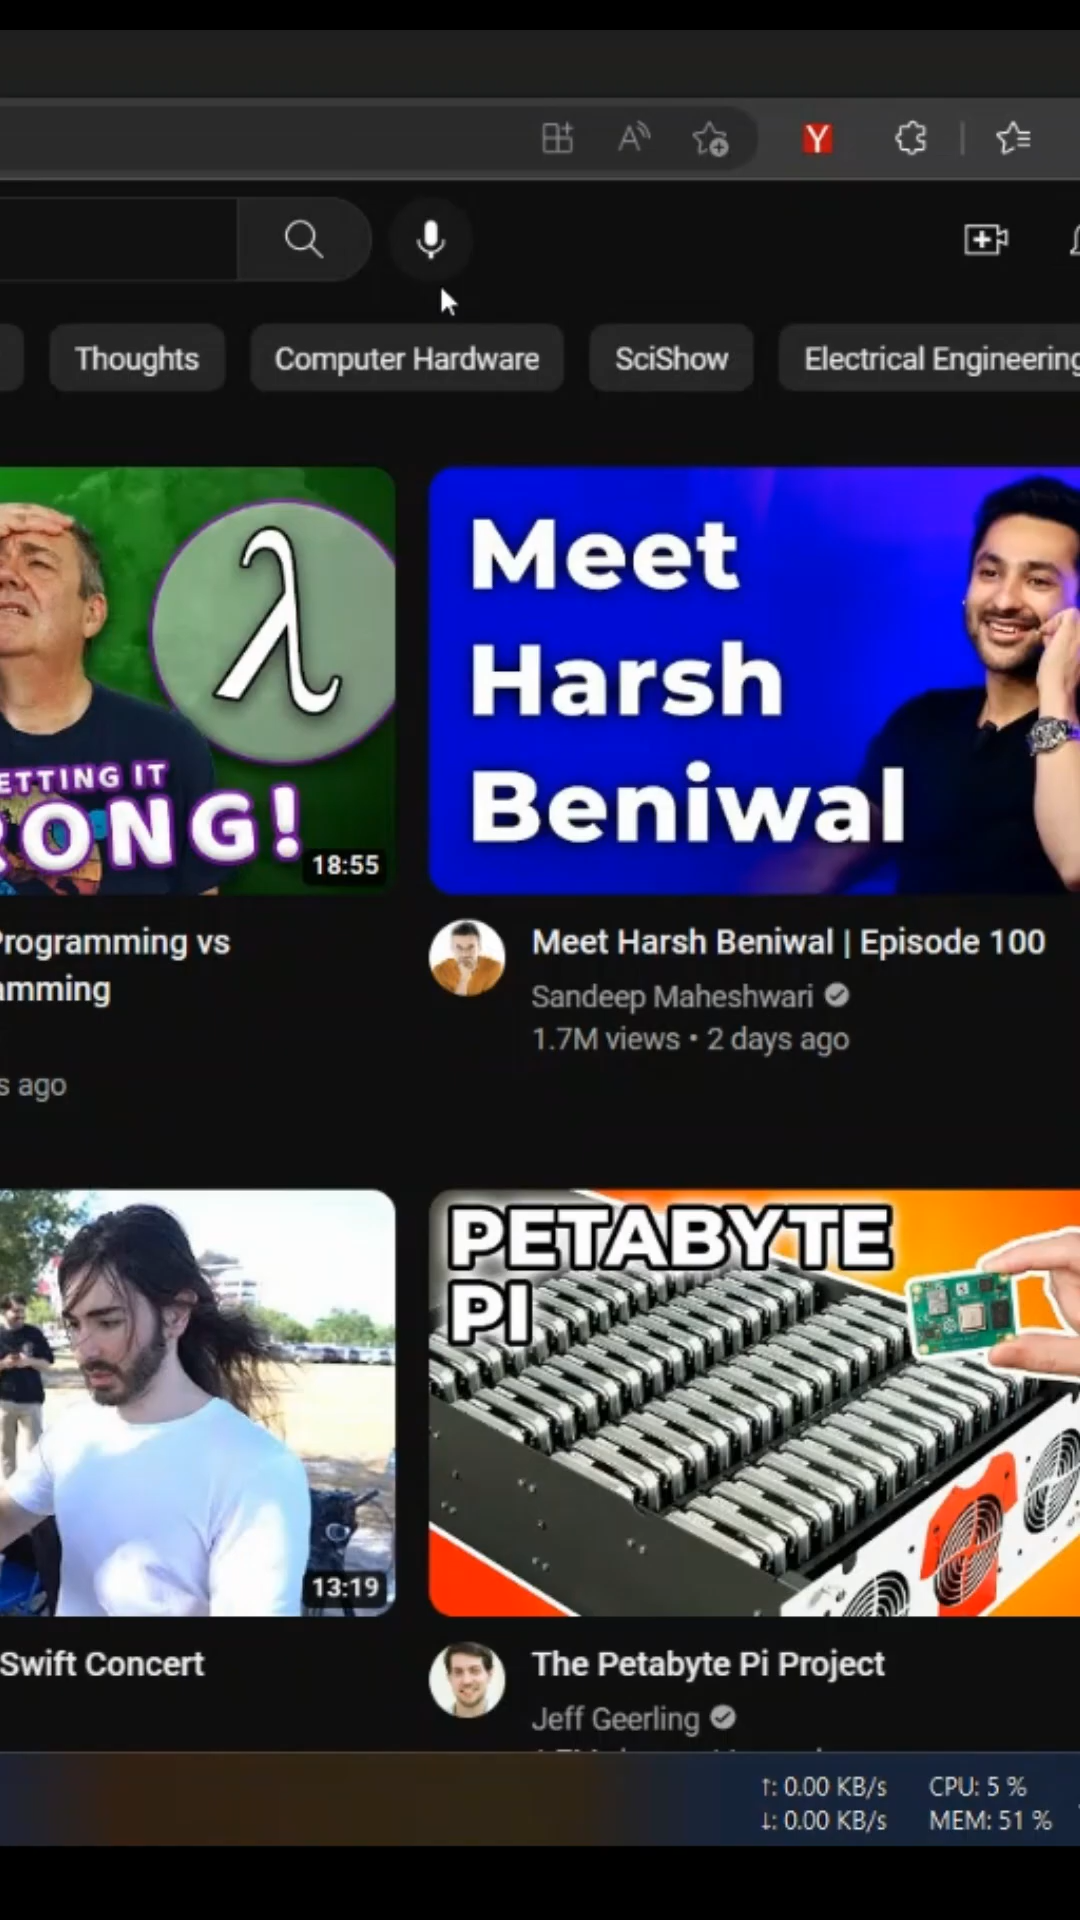 Y
Thoughts
Computer Hardware
SciShow
Electrical Engineering
λ
ETTING IT
RONG!
18:55
Meet
Harsh
Beniwal
Programming vs
amming
s ago
Meet Harsh Beniwal | Episode 100
Sandeep Maheshwari
1.7M views • 2 days ago
13:19
PETABYTE
PI
Swift Concert
The Petabyte Pi Project
Jeff Geerling
↑: 0.00 KB/s CPU: 5 %
↓: 0.00 KB/s MEM: 51 %